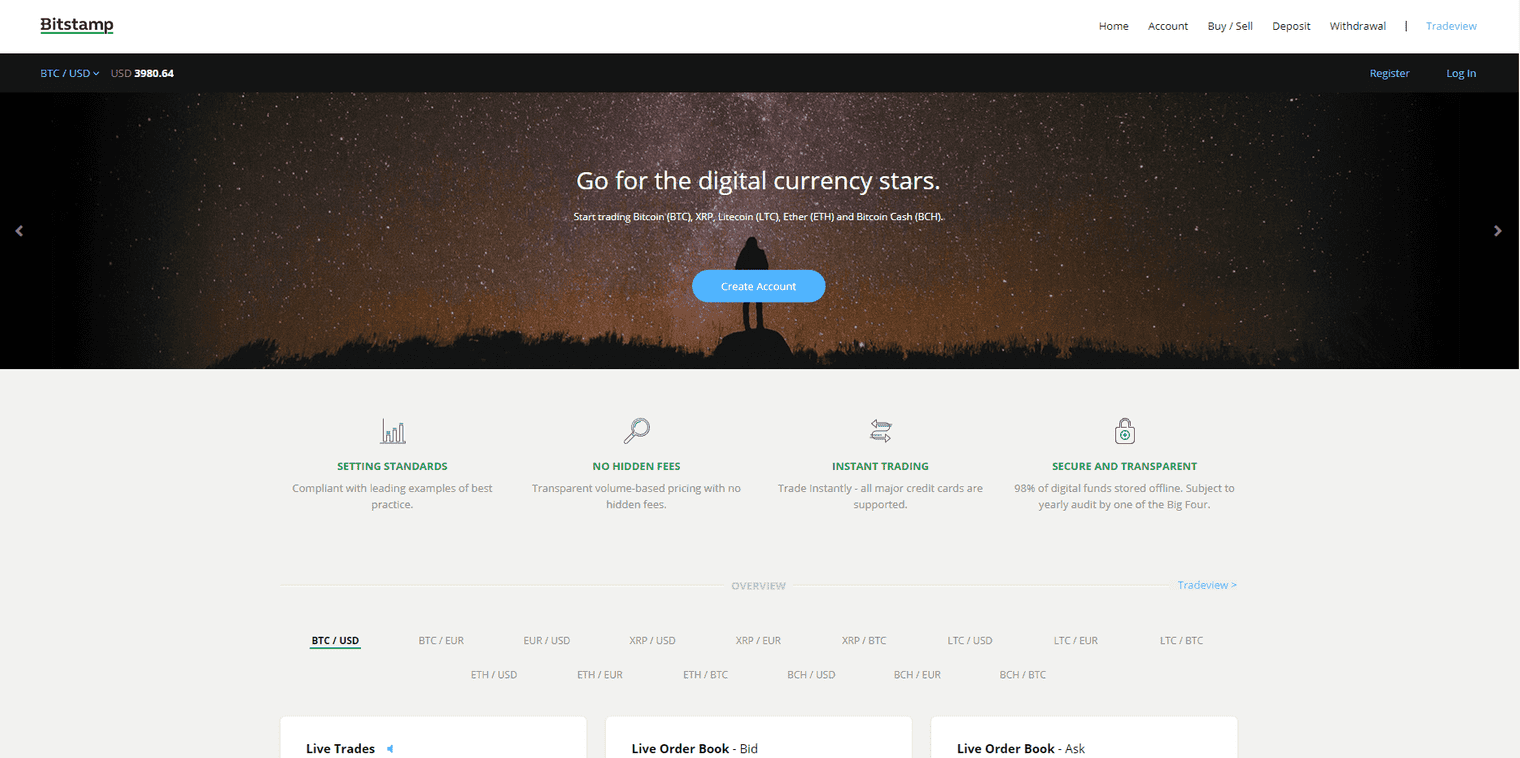 Bitstamp
Home Account Buy / Sell Deposit Withdrawal | Tradeview
BTC / USD USD 3980.64 Register Log In
Go for the digital currency stars.
Start trading Bitcoin (BTC), XRP, Litecoin (LTC), Ether (ETH) and Bitcoin Cash (BCH).
Create Account
SETTING STANDARDS
Compliant with leading examples of best
practice.
NO HIDDEN FEES
Transparent volume-based pricing with no
hidden fees.
INSTANT TRADING
Trade Instantly - all major credit cards are
supported.
SECURE AND TRANSPARENT
98% of digital funds stored offline. Subject to
yearly audit by one of the Big Four.
OVERVIEW
Tradeview >
BTC / USD BTC / EUR EUR / USD XRP / USD XRP / EUR XRP / BTC LTC / USD LTC / EUR LTC / BTC
ETH / USD ETH / EUR ETH / BTC BCH / USD BCH / EUR BCH / BTC
Live Trades
Live Order Book - Bid
Live Order Book - Ask